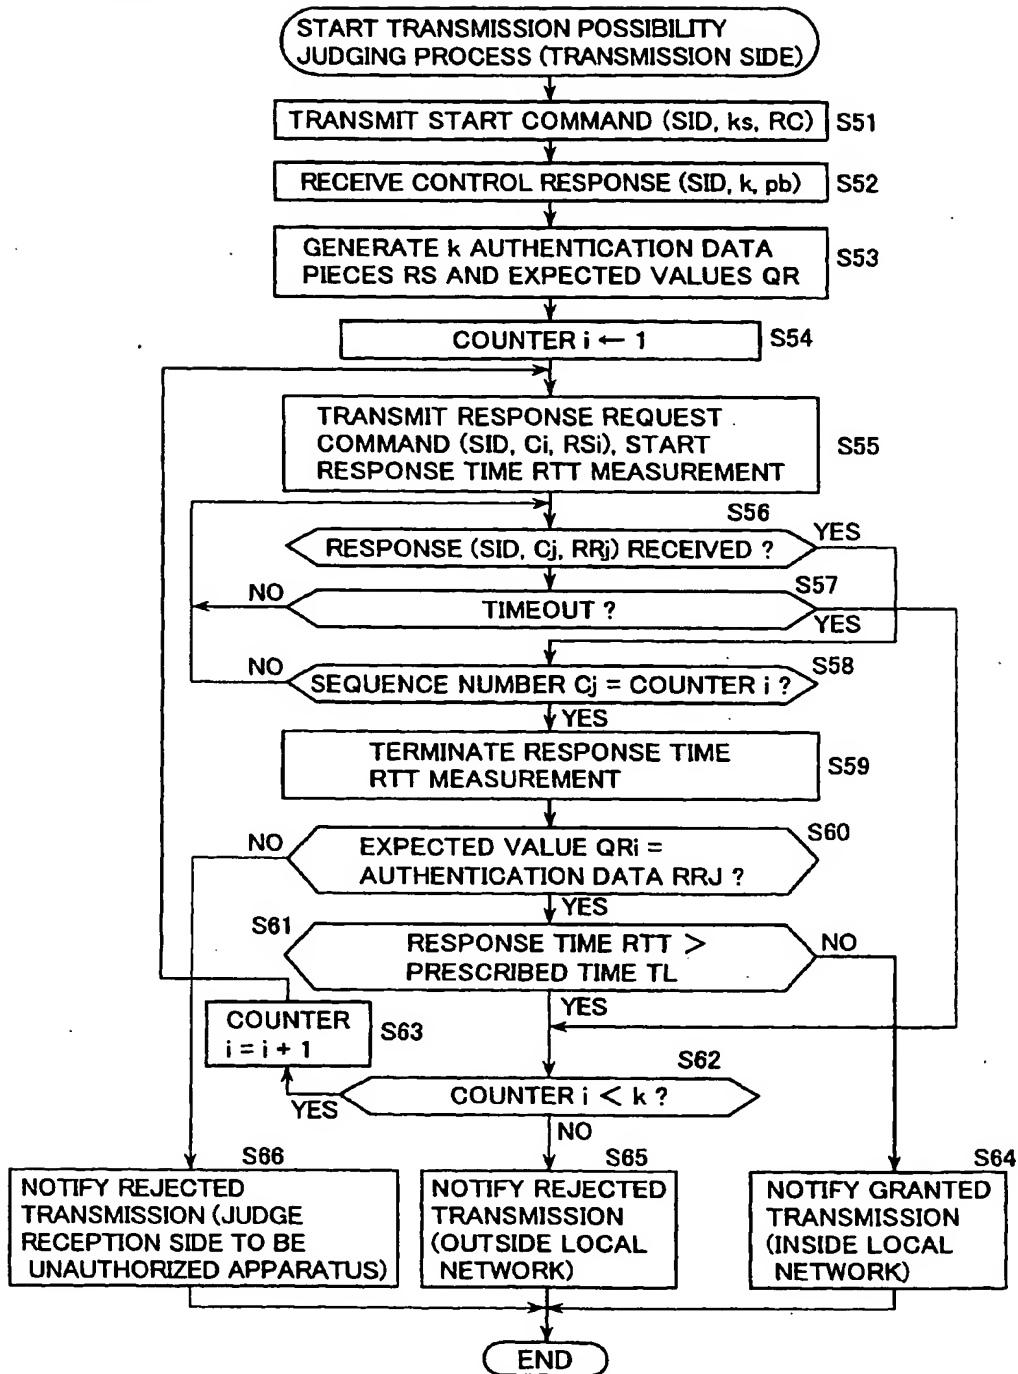 START TRANSMISSION POSSIBILITY
JUDGING PROCESS (TRANSMISSION SIDE)
TRANSMIT START COMMAND (SID, ks, RC)
S51
RECEIVE CONTROL RESPONSE (SID, k, pb)
S52
GENERATE k AUTHENTICATION DATA
PIECES RS AND EXPECTED VALUES QR
S53
COUNTER i ← 1
S54
TRANSMIT RESPONSE REQUEST
COMMAND (SID, Ci, RSi), START
RESPONSE TIME RTT MEASUREMENT
S55
S56
RESPONSE (SID, Cj, RRj) RECEIVED ?
YES
S57
NO
TIMEOUT ?
YES
S58
NO
SEQUENCE NUMBER Cj = COUNTER i ?
YES
TERMINATE RESPONSE TIME
RTT MEASUREMENT
S59
S60
NO
EXPECTED VALUE QRi =
AUTHENTICATION DATA RRJ ?
YES
S61
RESPONSE TIME RTT >
PRESCRIBED TIME TL
NO
YES
COUNTER
i = i + 1
S63
S62
COUNTER i < k ?
YES
NO
S66
NOTIFY REJECTED
TRANSMISSION (JUDGE
RECEPTION SIDE TO BE
UNAUTHORIZED APPARATUS)
S65
NOTIFY REJECTED
TRANSMISSION
(OUTSIDE LOCAL
NETWORK)
S64
NOTIFY GRANTED
TRANSMISSION
(INSIDE LOCAL
NETWORK)
END